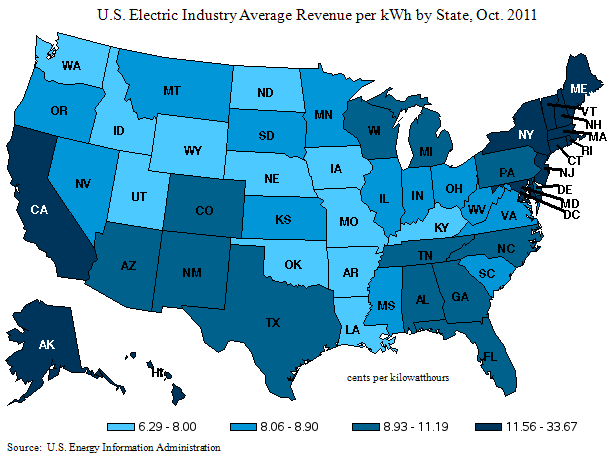 U.S. Electric Industry Average Revenue per kWh by State, Oct. 2011
WA
MT
ND
MN
ME
OR
ID
SD
WI
VT
NH
WY
MI
NY
MA
RI
CT
NV
UT
NE
IA
PA
NJ
CA
CO
KS
IL
IN
OH
DE
MD
DC
MO
WV
VA
KY
AZ
NM
OK
AR
TN
NC
SC
TX
MS
AL
GA
LA
FL
AK
HI
cents per kilowatthours
6.29 - 8.00 8.06 - 8.90 8.93 - 11.19 11.56 - 33.67
Source: U.S. Energy Information Administration